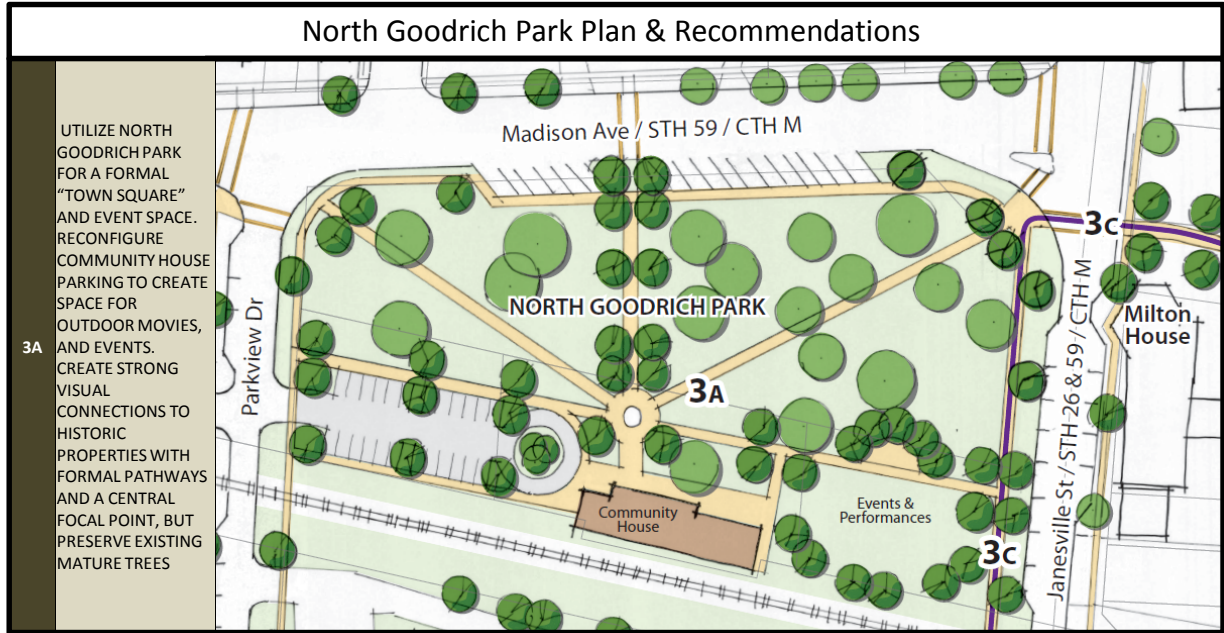 North Goodrich Park Plan & Recommendations
3A
UTILIZE NORTH
GOODRICH PARK
FOR A FORMAL
“TOWN SQUARE”
AND EVENT SPACE.
RECONFIGURE
COMMUNITY HOUSE
PARKING TO CREATE
SPACE FOR
OUTDOOR MOVIES,
AND EVENTS.
CREATE STRONG
VISUAL
CONNECTIONS TO
HISTORIC
PROPERTIES WITH
FORMAL PATHWAYS
AND A CENTRAL
FOCAL POINT, BUT
PRESERVE EXISTING
MATURE TREES
Madison Ave / STH 59 / CTH M
3C
NORTH GOODRICH PARK
Milton
House
Parkview Dr
3A
Janesville St / STH 26 & 59 / CTH M
Community
House
Events &
Performances
3C